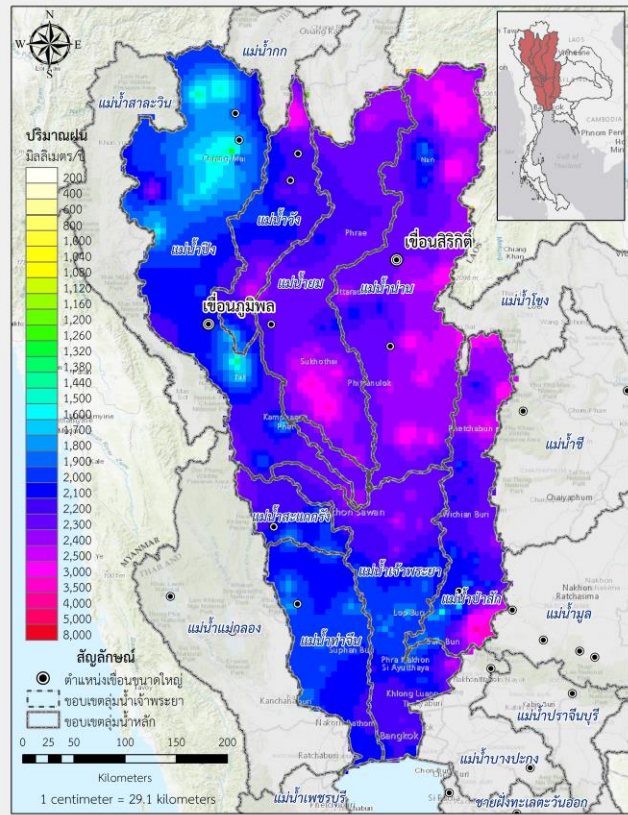 N
W
E
S
แม่น้ำกก
แม่น้ำสาละวิน
LAOS
CAMBODIA
Phnom Penh
ปริมาณฝน
มิลลิเมตร/ปี
200
400
600
800
1,000
1,040
1,080
1,120
1,160
1,200
1,280
1,320
1,380
1,440
1,500
1,600
1,700
1,800
1,900
2,000
2,100
2,200
2,300
2,400
2,500
3,000
3,500
4,000
5,000
8,000
Chiang Mai
Nan
แม่น้ำวัง
แม่น้ำปิง
Phrae
เขื่อนสิริกิติ์
แม่น้ำยม
แม่น้ำน่าน
Chiang Khan
แม่น้ำโขง
เขื่อนภูมิพล
Sukhothai
Phitsanulok
Tak
Phetchabun
แม่น้ำชี
Chaiyaphum
Wichian Buri
แม่น้ำสะแกกรัง
MYANMAR
THAILAND
แม่น้ำเจ้าพระยา
แม่น้ำป่าสัก
Nakhon
Ratchasima
แม่น้ำมูล
แม่น้ำแม่กลอง
แม่น้ำท่าจีน
Suphan Buri
Phra Nakhon
Si Ayutthaya
Khlong Luang
แม่น้ำปราจีนบุรี
Kanchanaburi
Bangkok
Ratchaburi
แม่น้ำบางปะกง
แม่น้ำเพชรบุรี
ชายฝั่งทะเลตะวันออก
สัญลักษณ์
ตำแหน่งเขื่อนขนาดใหญ่
ขอบเขตลุ่มน้ำเจ้าพระยา
ขอบเขตลุ่มน้ำหลัก
0 25 50 100 150 200
Kilometers
1 centimeter = 29.1 kilometers